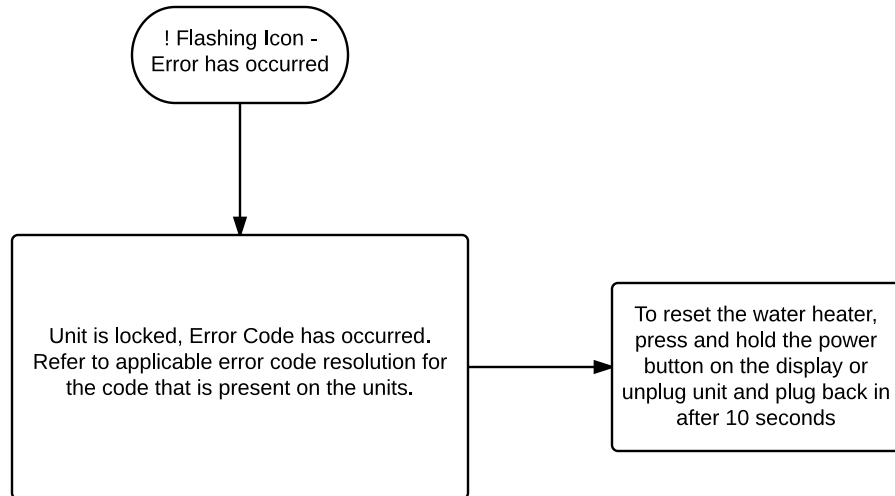 ! Flashing Icon -
Error has occurred
Unit is locked, Error Code has occurred.
Refer to applicable error code resolution for
the code that is present on the units.
To reset the water heater,
press and hold the power
button on the display or
unplug unit and plug back in
after 10 seconds